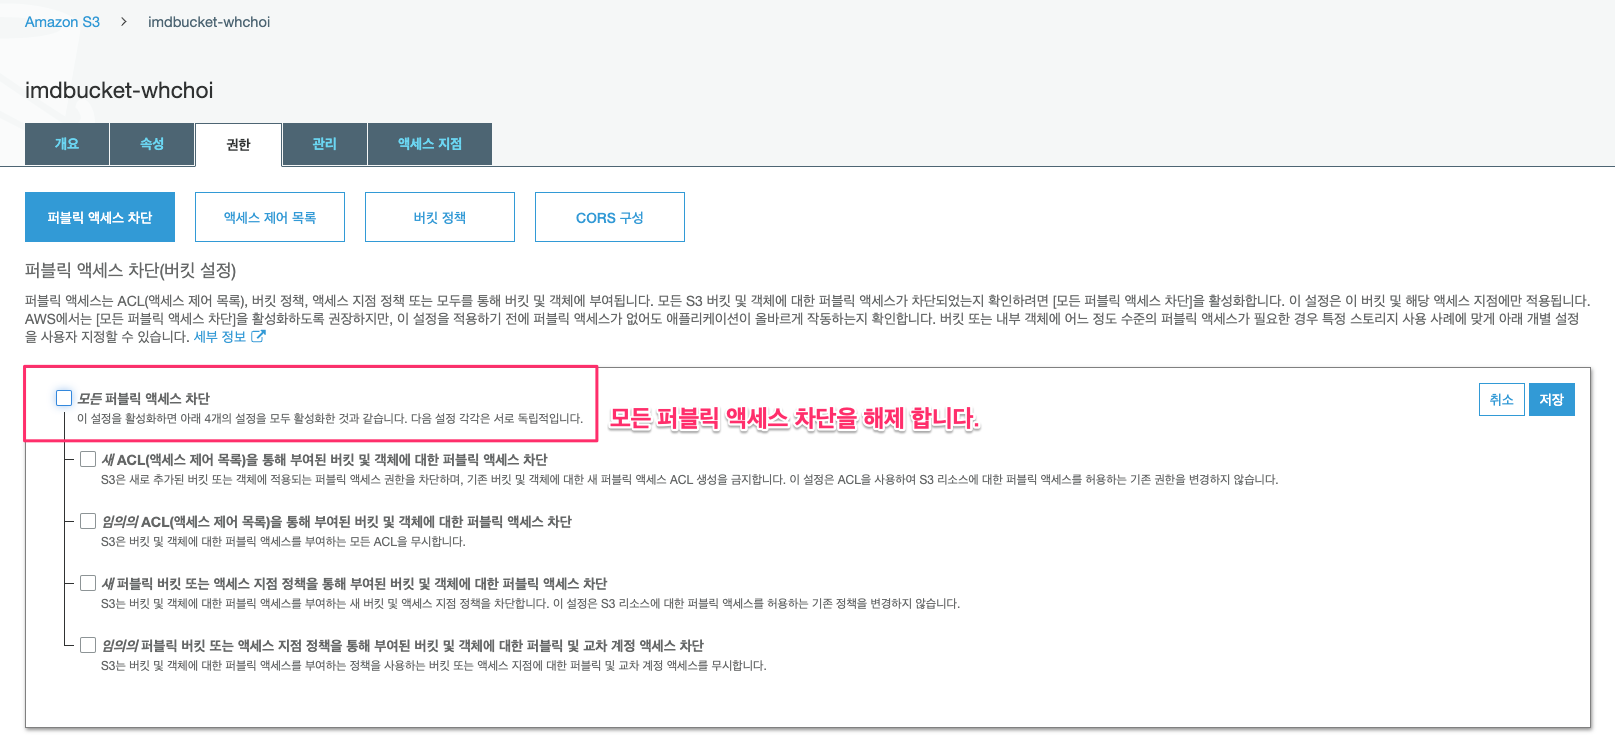 Amazon S3 > imdbucket-whchoi
imdbucket-whchoi
개요 속성 권한 관리 액세스 지점
퍼블릭 액세스 차단 액세스 제어 목록 버킷 정책 CORS 구성
퍼블릭 액세스 차단(버킷 설정)
퍼블릭 액세스는 ACL(액세스 제어 목록), 버킷 정책, 액세스 지점 정책 또는 모두를 통해 버킷 및 객체에 부여됩니다. 모든 S3 버킷 및 객체에 대한 퍼블릭 액세스가 차단되었는지 확인하려면 [모든 퍼블릭 액세스 차단]을 활성화합니다. 이 설정은 이 버킷 및 해당 액세스 지점에만 적용됩니다.
AWS에서는 [모든 퍼블릭 액세스 차단]을 활성화하도록 권장하지만, 이 설정을 적용하기 전에 퍼블릭 액세스가 없어도 애플리케이션이 올바르게 작동하는지 확인합니다. 버킷 또는 내부 객체에 어느 정도 수준의 퍼블릭 액세스가 필요한 경우 특정 스토리지 사용 사례에 맞게 아래 개별 설정
을 사용자 지정할 수 있습니다. 세부 정보
모든 퍼블릭 액세스 차단
이 설정을 활성화하면 아래 4개의 설정을 모두 활성화한 것과 같습니다. 다음 설정 각각은 서로 독립적입니다.
모든 퍼블릭 액세스 차단을 해제 합니다.
취소 저장
새 ACL(액세스 제어 목록)을 통해 부여된 버킷 및 객체에 대한 퍼블릭 액세스 차단
S3은 새로 추가된 버킷 또는 객체에 적용되는 퍼블릭 액세스 권한을 차단하며, 기존 버킷 및 객체에 대한 새 퍼블릭 액세스 ACL 생성을 금지합니다. 이 설정은 ACL을 사용하여 S3 리소스에 대한 퍼블릭 액세스를 허용하는 기존 권한을 변경하지 않습니다.
임의의 ACL(액세스 제어 목록)을 통해 부여된 버킷 및 객체에 대한 퍼블릭 액세스 차단
S3은 버킷 및 객체에 대한 퍼블릭 액세스를 부여하는 모든 ACL을 무시합니다.
새 퍼블릭 버킷 또는 액세스 지점 정책을 통해 부여된 버킷 및 객체에 대한 퍼블릭 액세스 차단
S3는 버킷 및 객체에 대한 퍼블릭 액세스를 부여하는 새 버킷 및 액세스 지점 정책을 차단합니다. 이 설정은 S3 리소스에 대한 퍼블릭 액세스를 허용하는 기존 정책을 변경하지 않습니다.
임의의 퍼블릭 버킷 또는 액세스 지점 정책을 통해 부여된 버킷 및 객체에 대한 퍼블릭 및 교차 계정 액세스 차단
S3는 버킷 및 객체에 대한 퍼블릭 액세스를 부여하는 정책을 사용하는 버킷 또는 액세스 지점에 대한 퍼블릭 및 교차 계정 액세스를 무시합니다.